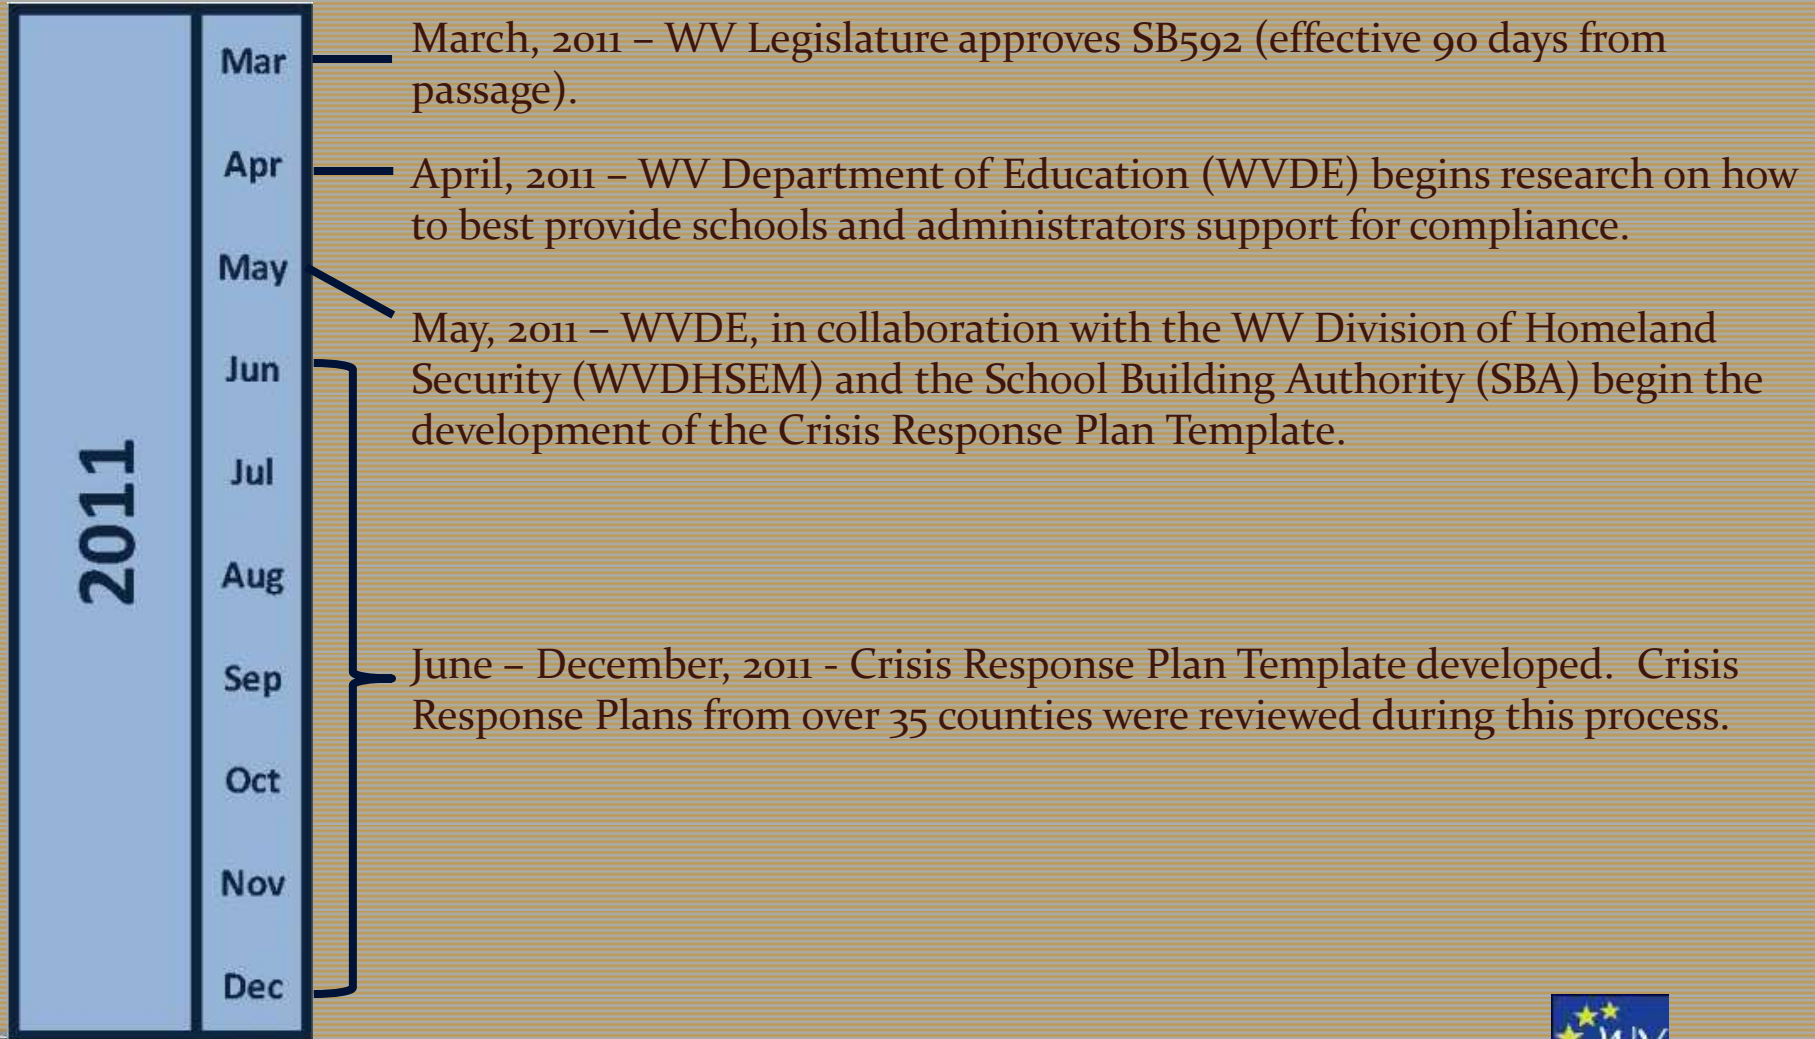 2011
Mar
Apr
May
Jun
Jul
Aug
Sep
Oct
Nov
Dec
March, 2011 – WV Legislature approves SB592 (effective 90 days from
passage).
April, 2011 – WV Department of Education (WVDE) begins research on how
to best provide schools and administrators support for compliance.
May, 2011 – WVDE, in collaboration with the WV Division of Homeland
Security (WVDHSEM) and the School Building Authority (SBA) begin the
development of the Crisis Response Plan Template.
June – December, 2011 - Crisis Response Plan Template developed.  Crisis
Response Plans from over 35 counties were reviewed during this process.
WV